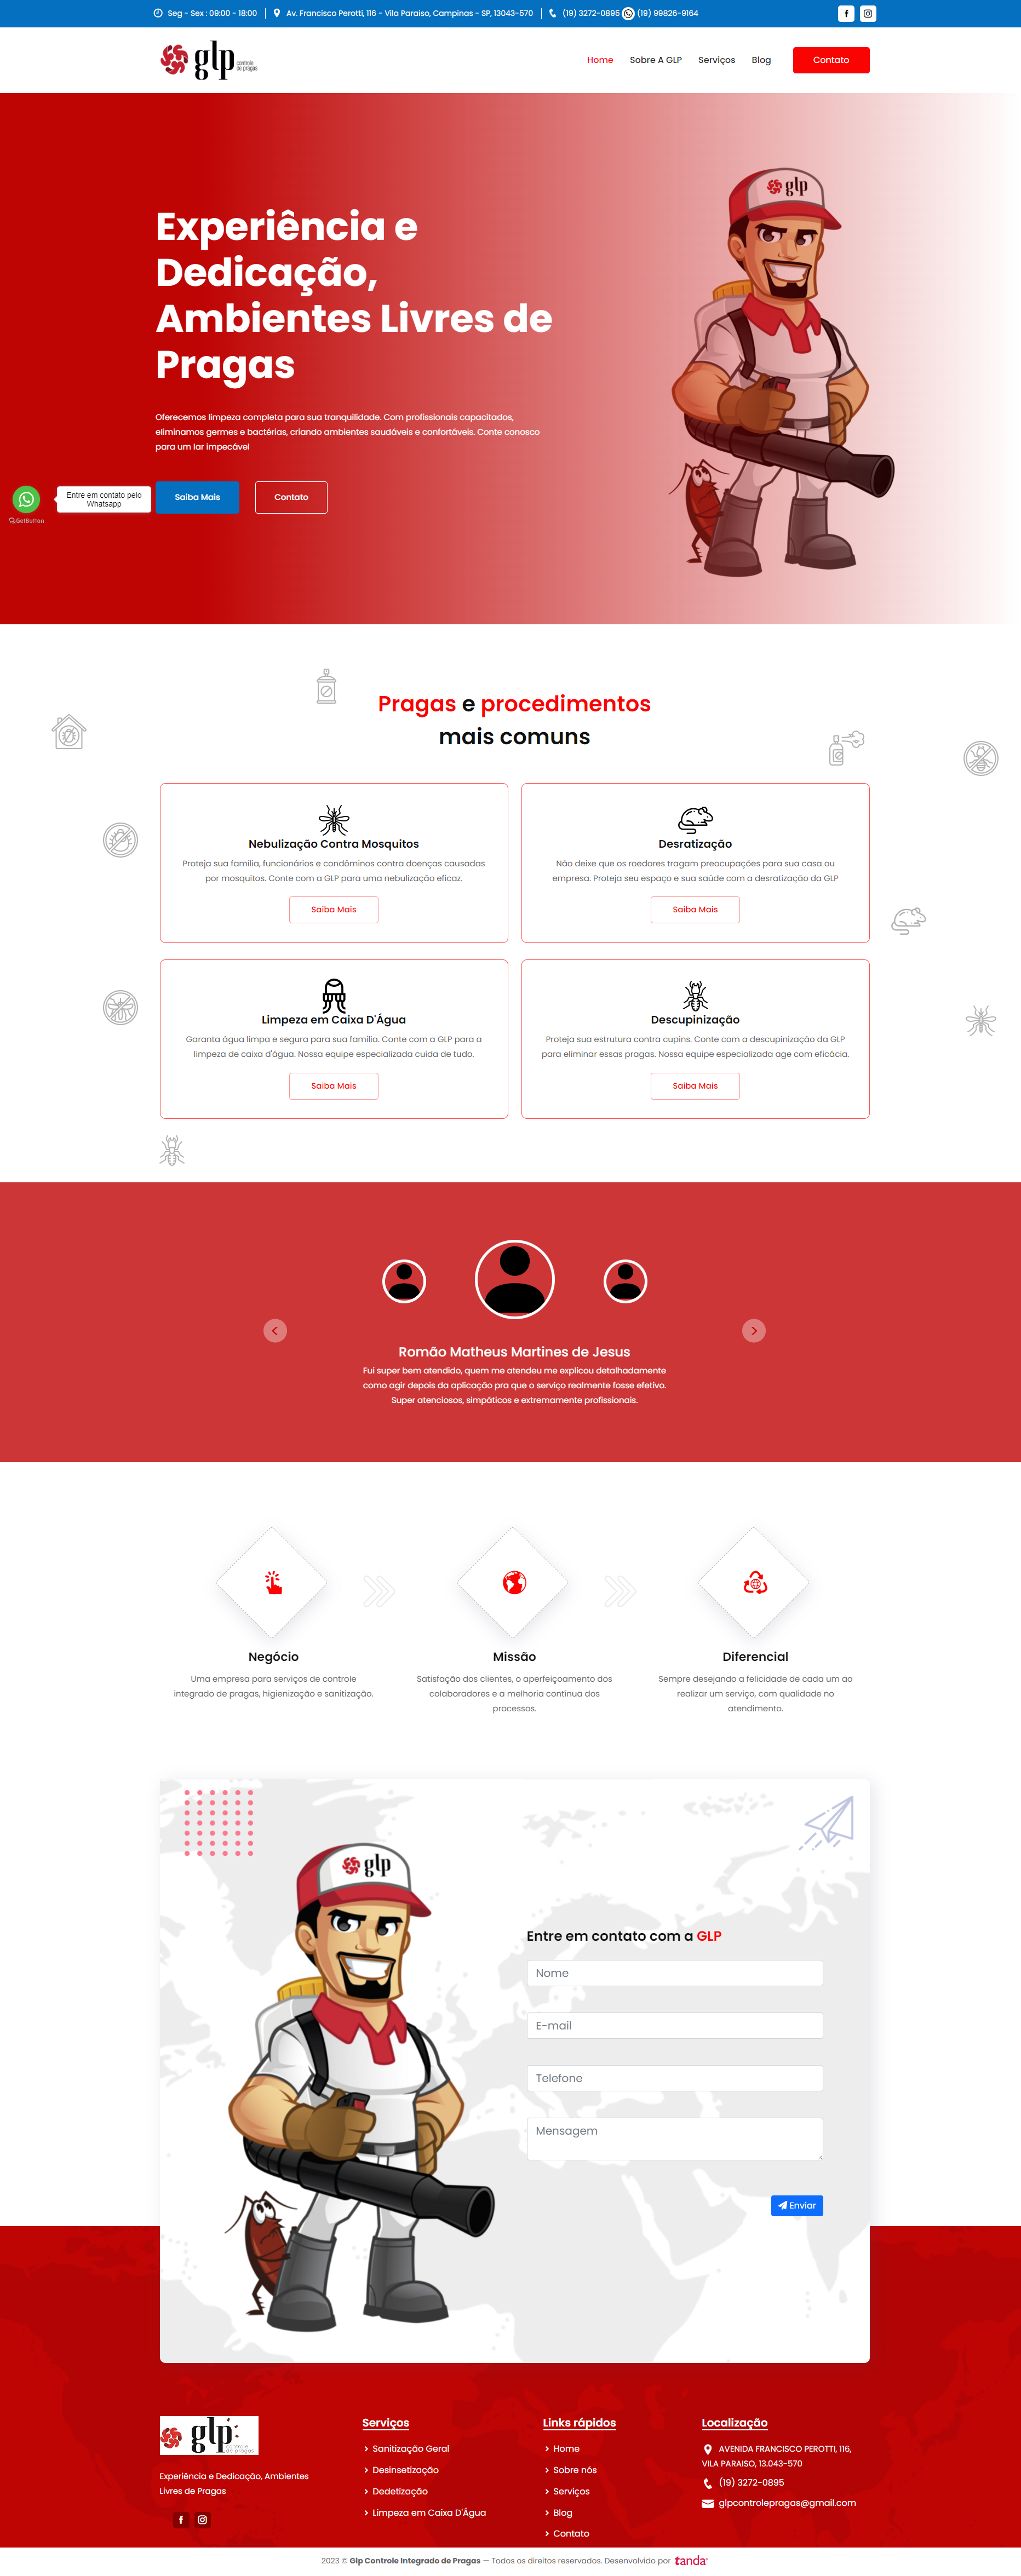 Seg - Sex : 09:00 - 18:00
Av. Francisco Perotti, 116 - Vila Paraiso, Campinas - SP, 13043-570
(19) 3272-0895
(19) 99826-9164
glp controle de pragas
Home
Sobre A GLP
Serviços
Blog
Contato
glp
Experiência e
Dedicação,
Ambientes Livres de
Pragas
Oferecemos limpeza completa para sua tranquilidade. Com profissionais capacitados,
eliminamos germes e bactérias, criando ambientes saudáveis e confortáveis. Conte conosco
para um lar impecável
Entre em contato pelo
Whatsapp
GetButton
Saiba Mais
Contato
Pragas e procedimentos
mais comuns
Nebulização Contra Mosquitos
Proteja sua família, funcionários e condôminos contra doenças causadas
por mosquitos. Conte com a GLP para uma nebulização eficaz.
Saiba Mais
Desratização
Não deixe que os roedores tragam preocupações para sua casa ou
empresa. Proteja seu espaço e sua saúde com a desratização da GLP
Saiba Mais
Limpeza em Caixa D'Água
Garanta água limpa e segura para sua família. Conte com a GLP para a
limpeza de caixa d'água. Nossa equipe especializada cuida de tudo.
Saiba Mais
Descupinização
Proteja sua estrutura contra cupins. Conte com a descupinização da GLP
para eliminar essas pragas. Nossa equipe especializada age com eficácia.
Saiba Mais
Romão Matheus Martines de Jesus
Fui super bem atendido, quem me atendeu me explicou detalhadamente
como agir depois da aplicação pra que o serviço realmente fosse efetivo.
Super atenciosos, simpáticos e extremamente profissionais.
Negócio
Uma empresa para serviços de controle
integrado de pragas, higienização e sanitização.
Missão
Satisfação dos clientes, o aperfeiçoamento dos
colaboradores e a melhoria contínua dos
processos.
Diferencial
Sempre desejando a felicidade de cada um ao
realizar um serviço, com qualidade no
atendimento.
glp
Entre em contato com a GLP
Nome
E-mail
Telefone
Mensagem
Enviar
glp controle de pragas
Experiência e Dedicação, Ambientes
Livres de Pragas
Serviços
Sanitização Geral
Desinsetização
Dedetização
Limpeza em Caixa D'Água
Links rápidos
Home
Sobre nós
Serviços
Blog
Contato
Localização
AVENIDA FRANCISCO PEROTTI, 116,
VILA PARAISO, 13.043-570
(19) 3272-0895
glpcontrolepragas@gmail.com
2023 © Glp Controle Integrado de Pragas — Todos os direitos reservados. Desenvolvido por tanda